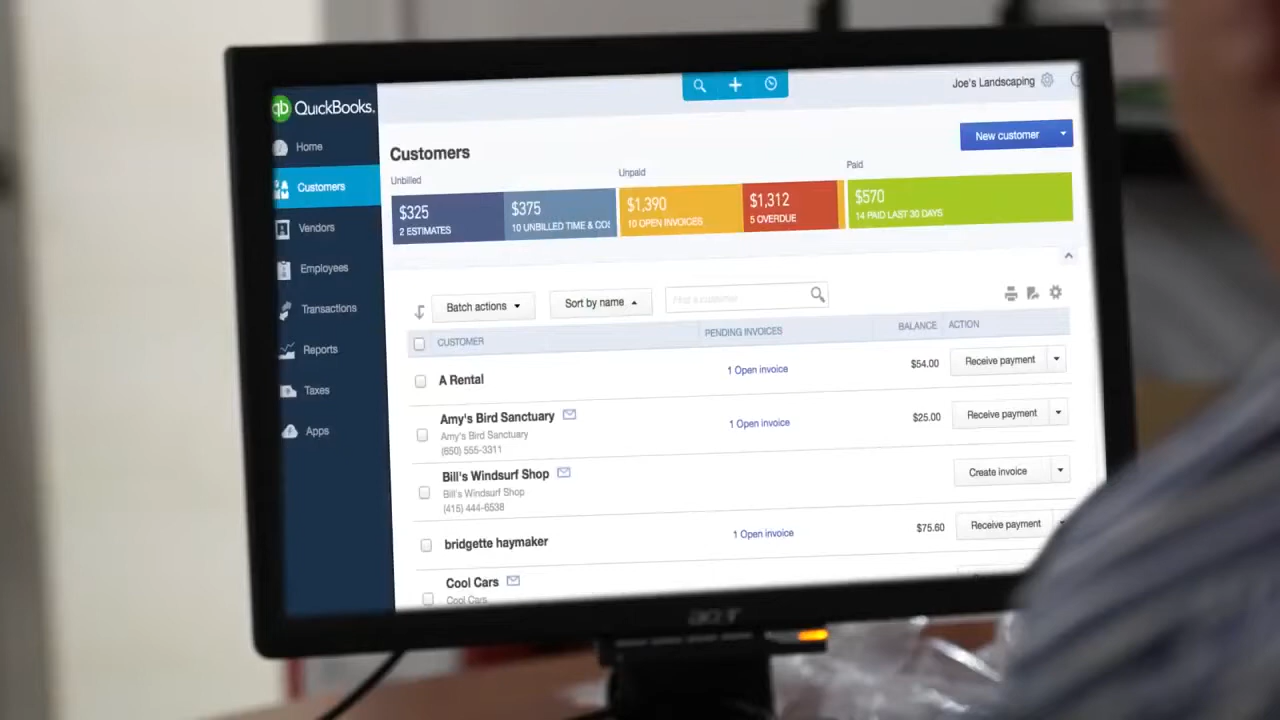 QuickBooks.
Joe's Landscaping
Home
Customers
Vendors
Employees
Transactions
Reports
Taxes
Apps
Customers
New customer
Unbilled
Unpaid
Paid
$325
2 ESTIMATES
$375
10 UNBILLED TIME &
$1,390
10 OPEN INVOICES
$1,312
5 OVERDUE
$570
14 PAID LAST 30 DAYS
Batch actions
Sort by name
Find a customer
CUSTOMER PENDING INVOICES BALANCE ACTION
A Rental 1 Open invoice $54.00 Receive payment
Amy's Bird Sanctuary 1 Open invoice $25.00 Receive payment
Amy's Bird Sanctuary
(650) 555-3311
Bill's Windsurf Shop Create invoice
Bill's Windsurf Shop
(415) 444-6538
bridgette haymaker 1 Open invoice $75.60 Receive payment
Cool Cars
Cool Cars
acer